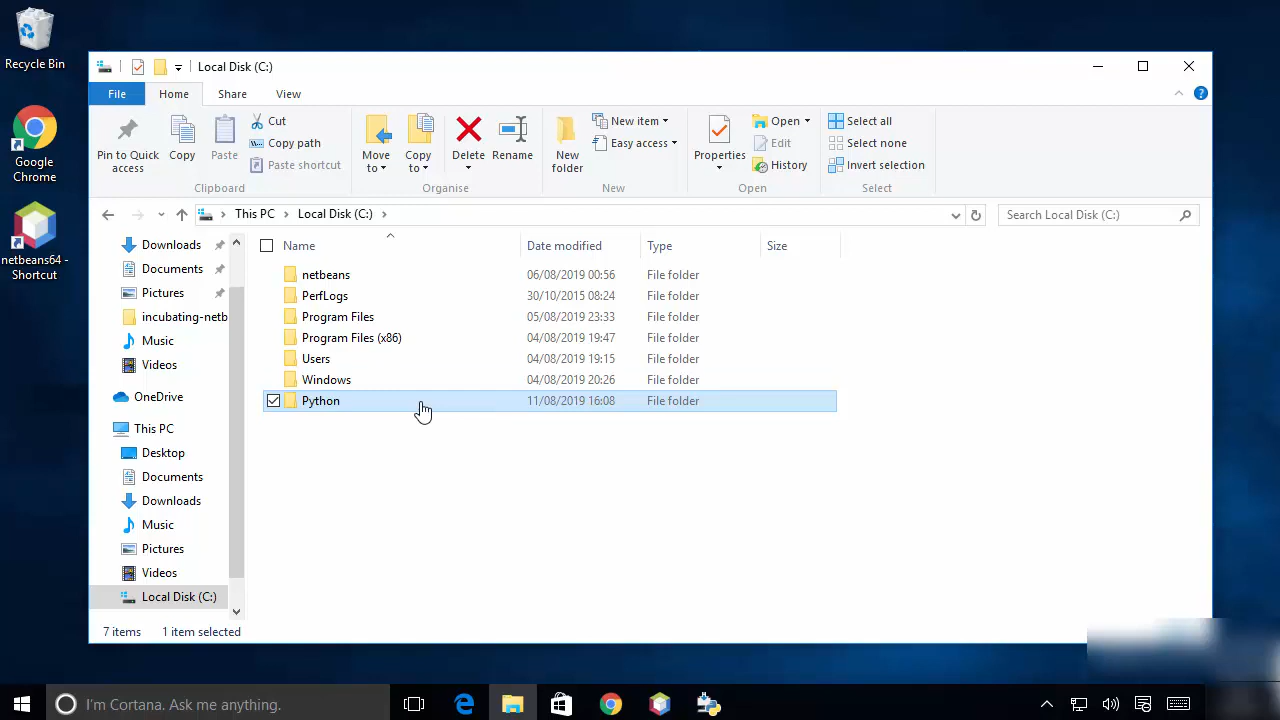 Recycle Bin
Google
Chrome
netbeans64 -
Shortcut
Local Disk (C:)
File Home Share View
Pin to Quick
access
Copy
Paste
Cut
Copy path
Paste shortcut
Clipboard
Move
to
Copy
to
Delete
Rename
Organise
New
folder
New item
Easy access
New
Properties
Open
Edit
History
Open
Select all
Select none
Invert selection
Select
This PC Local Disk (C:)
Search Local Disk (C:)
Downloads
Documents
Pictures
incubating-netb
Music
Videos
OneDrive
This PC
Desktop
Documents
Downloads
Music
Pictures
Videos
Local Disk (C:)
Name Date modified Type Size
netbeans 06/08/2019 00:56 File folder
PerfLogs 30/10/2015 08:24 File folder
Program Files 05/08/2019 23:33 File folder
Program Files (x86) 04/08/2019 19:47 File folder
Users 04/08/2019 19:15 File folder
Windows 04/08/2019 20:26 File folder
Python 11/08/2019 16:08 File folder
7 items 1 item selected
I'm Cortana. Ask me anything.